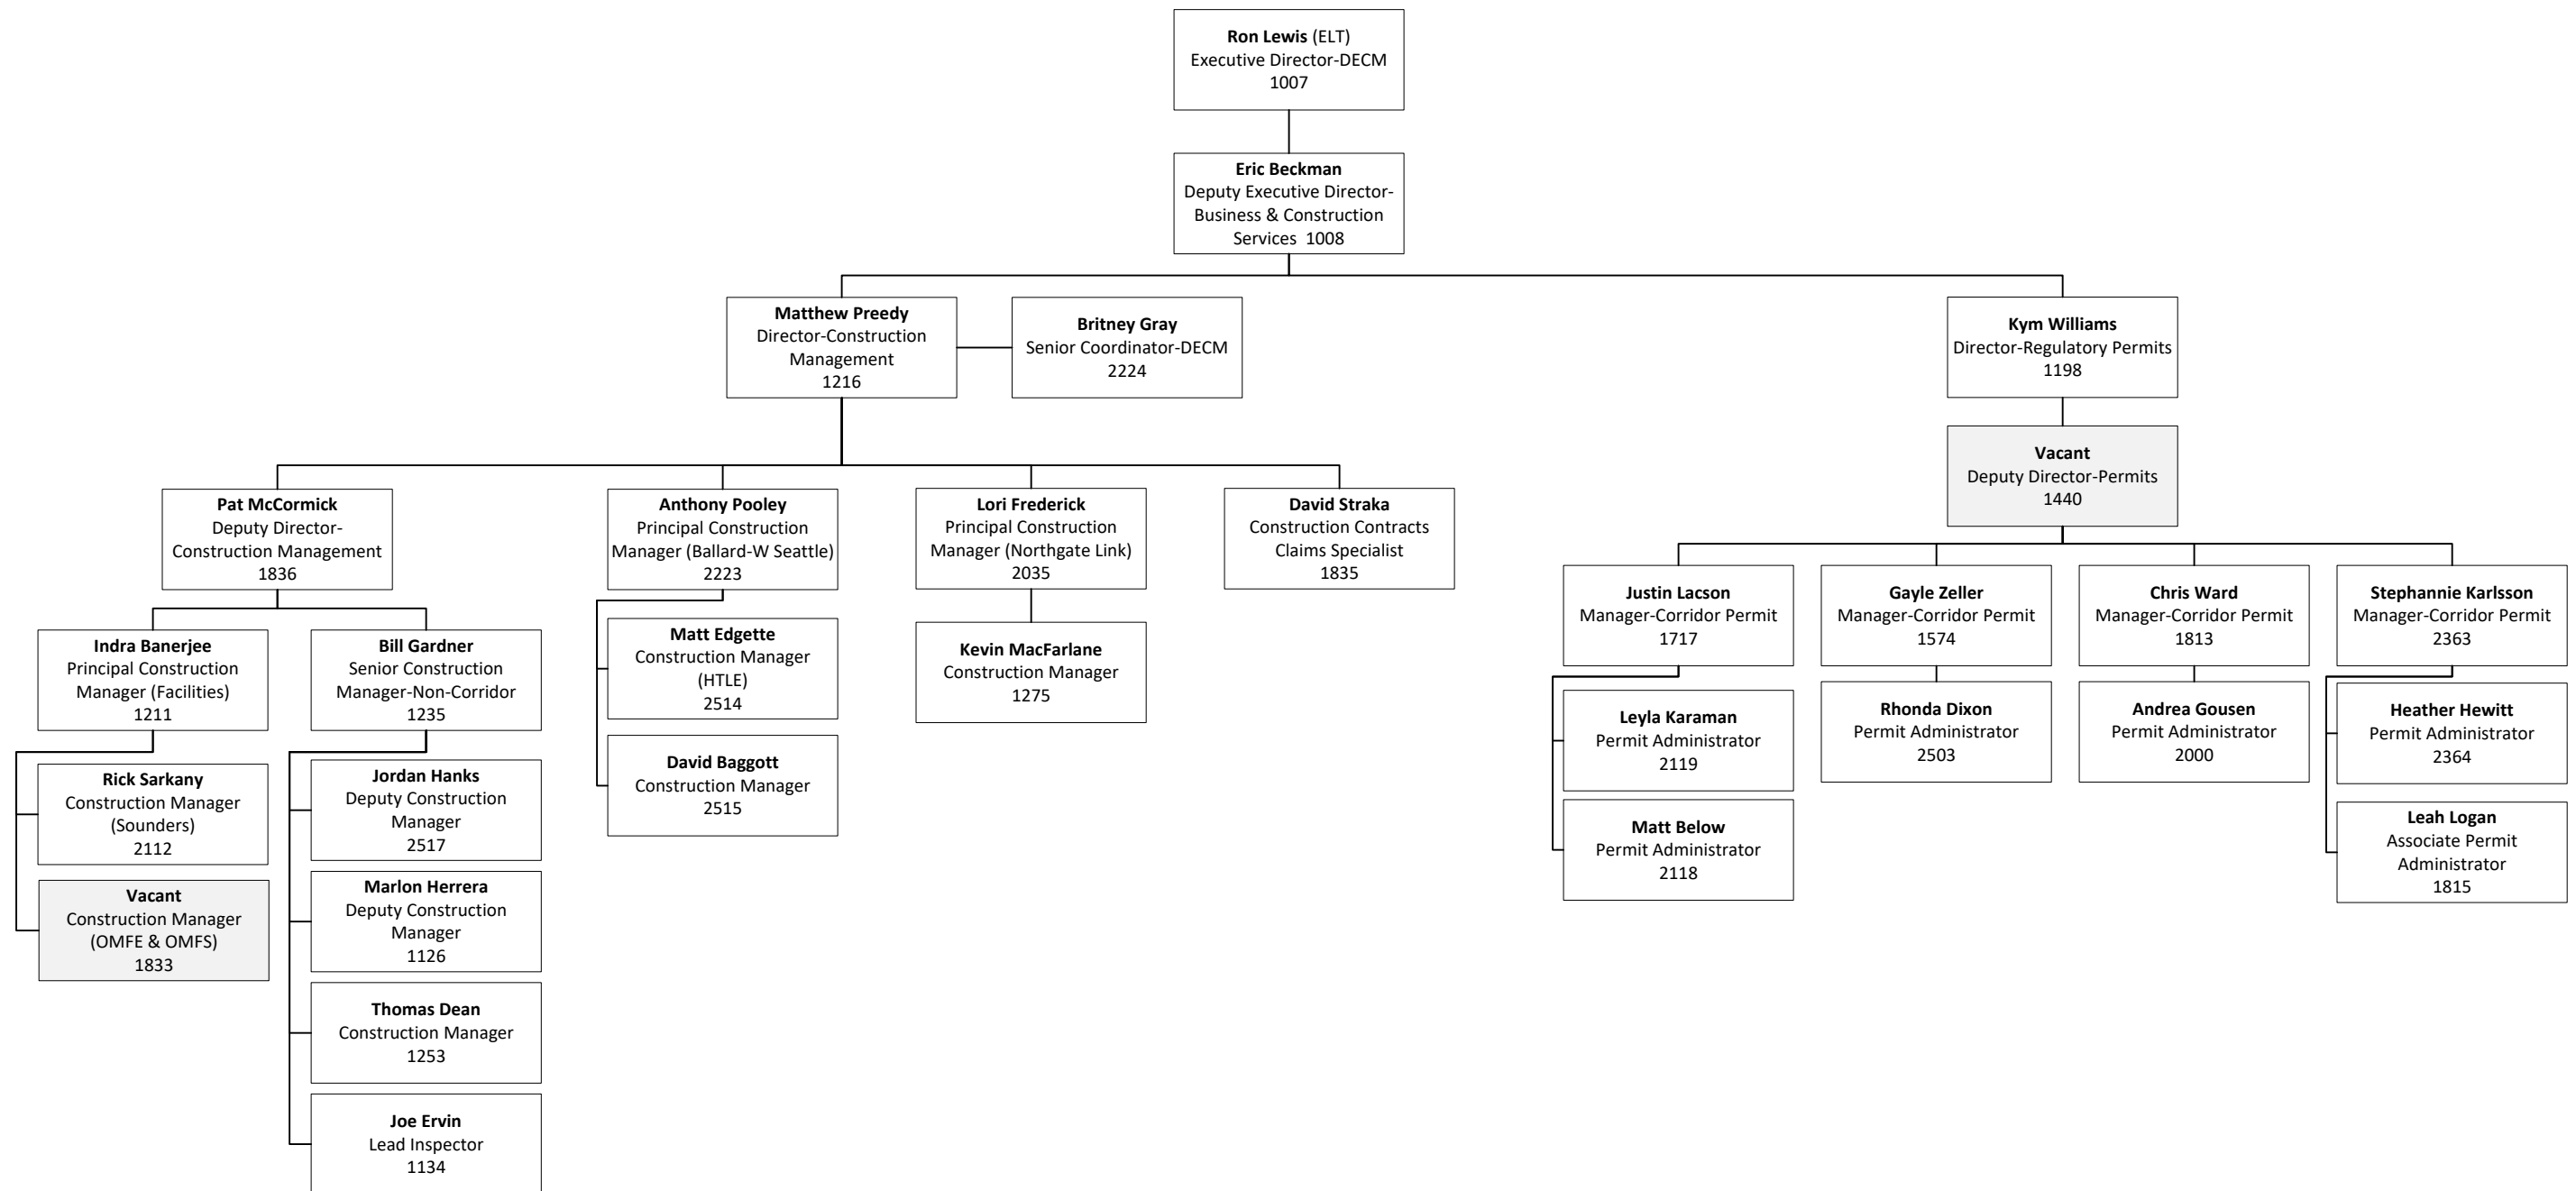 Ron Lewis (ELT)
Executive Director-DECM
1007
Eric Beckman
Deputy Executive Director-
Business & Construction
Services 1008
Matthew Preedy
Director-Construction
Management
1216
Britney Gray
Senior Coordinator-DECM
2224
Kym Williams
Director-Regulatory Permits
1198
Vacant
Deputy Director-Permits
1440
Pat McCormick
Deputy Director-
Construction Management
1836
Anthony Pooley
Principal Construction
Manager (Ballard-W Seattle)
2223
Lori Frederick
Principal Construction
Manager (Northgate Link)
2035
David Straka
Construction Contracts
Claims Specialist
1835
Indra Banerjee
Principal Construction
Manager (Facilities)
1211
Bill Gardner
Senior Construction
Manager-Non-Corridor
1235
Rick Sarkany
Construction Manager
(Sounders)
2112
Vacant
Construction Manager
(OMFE & OMFS)
1833
Jordan Hanks
Deputy Construction
Manager
2517
Marlon Herrera
Deputy Construction
Manager
1126
Thomas Dean
Construction Manager
1253
Joe Ervin
Lead Inspector
1134
Matt Edgette
Construction Manager
(HTLE)
2514
David Baggott
Construction Manager
2515
Kevin MacFarlane
Construction Manager
1275
Justin Lacson
Manager-Corridor Permit
1717
Gayle Zeller
Manager-Corridor Permit
1574
Chris Ward
Manager-Corridor Permit
1813
Stephannie Karlsson
Manager-Corridor Permit
2363
Leyla Karaman
Permit Administrator
2119
Matt Below
Permit Administrator
2118
Rhonda Dixon
Permit Administrator
2503
Andrea Gousen
Permit Administrator
2000
Heather Hewitt
Permit Administrator
2364
Leah Logan
Associate Permit
Administrator
1815